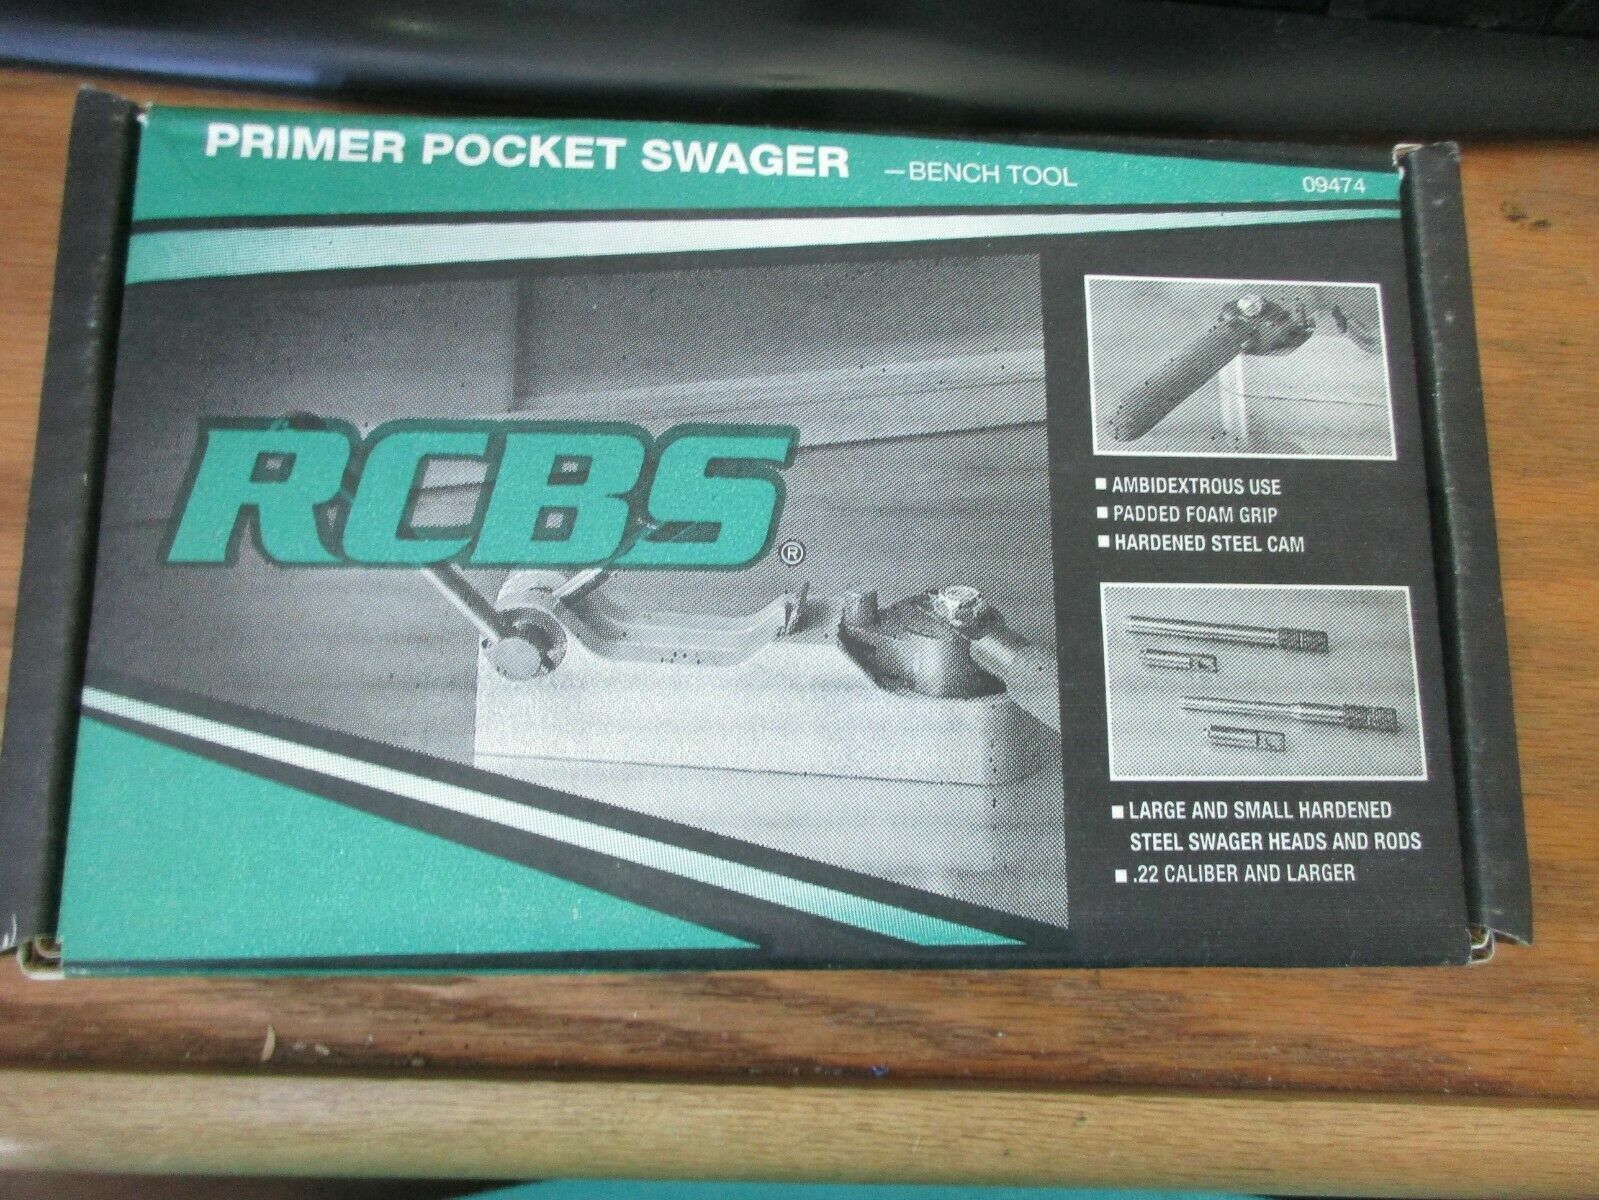 PRIMER POCKET SWAGER —BENCH TOOL 09474
RCBS®
■ AMBIDEXTROUS USE
■ PADDED FOAM GRIP
■ HARDENED STEEL CAM
■ LARGE AND SMALL HARDENED
STEEL SWAGER HEADS AND RODS
■ .22 CALIBER AND LARGER